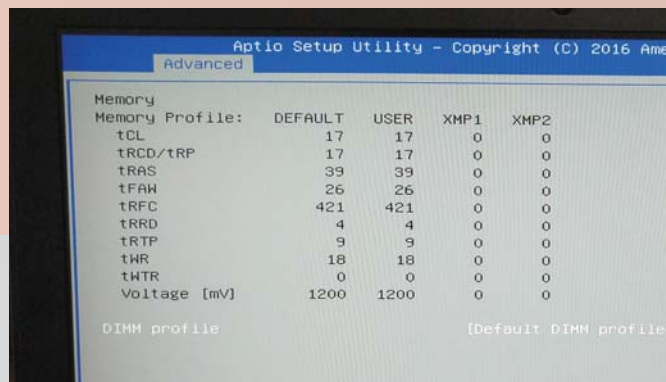 Aptio Setup Utility - Copyright (C) 2016 Ame
Advanced
Memory
Memory Profile: DEFAULT USER XMP1 XMP2
tCL 17 17 0 0
tRCD/tRP 17 17 0 0
tRAS 39 39 0 0
tFAW 26 26 0 0
tRFC 421 421 0 0
tRRD 4 4 0 0
tRTP 9 9 0 0
tWR 18 18 0 0
tWTR 0 0 0 0
Voltage [mV] 1200 1200 0 0
DIMM profile [Default DIMM profile